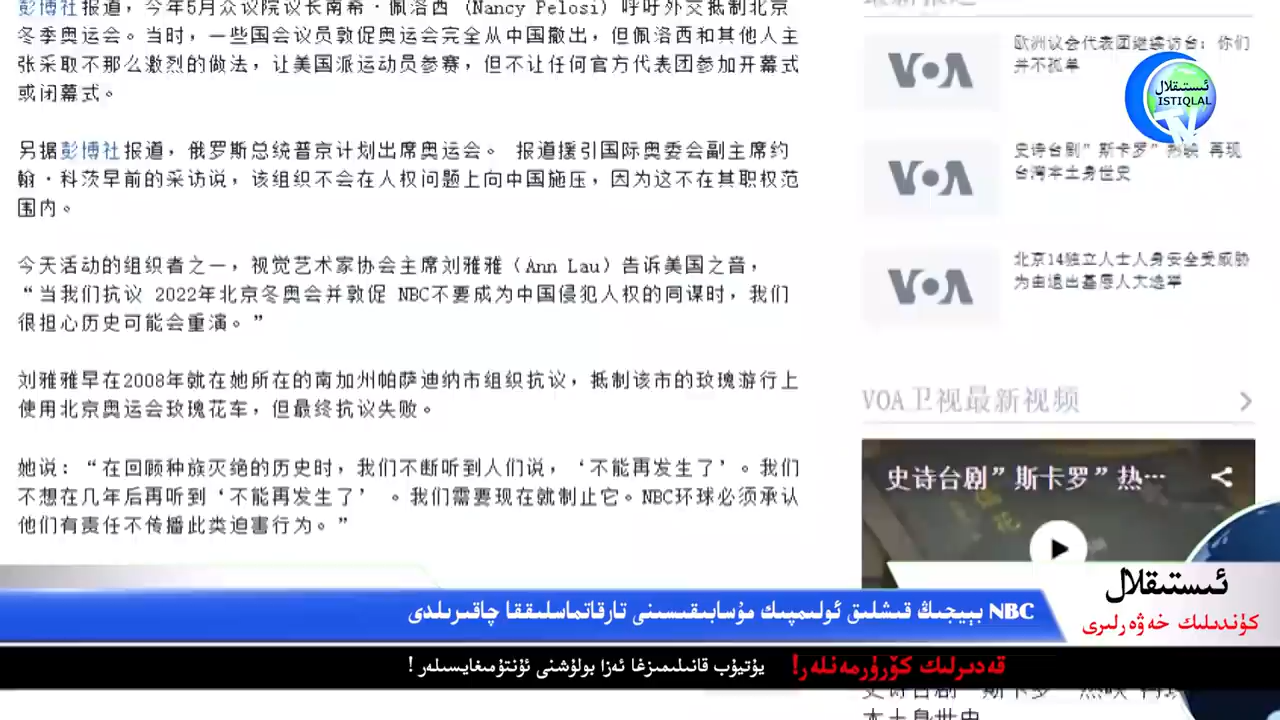 彭博社报道，今年5月众议院议长南希·佩洛西 (Nancy Pelosi) 呼吁外交抵制北京
冬季奥运会。当时，一些国会议员敦促奥运会完全从中国撤出，但佩洛西和其他人主
张采取不那么激烈的做法，让美国派运动员参赛，但不让任何官方代表团参加开幕式
或闭幕式。
另据彭博社报道，俄罗斯总统普京计划出席奥运会。 报道援引国际奥委会副主席约
翰·科茨早前的采访说，该组织不会在人权问题上向中国施压，因为这不在其职权范
围内。
今天活动的组织者之一，视觉艺术家协会主席刘雅雅（Ann Lau）告诉美国之音，
“当我们抗议 2022年北京冬奥会并敦促 NBC不要成为中国侵犯人权的同谋时，我们
很担心历史可能会重演。”
刘雅雅早在2008年就在她所在的南加州帕萨迪纳市组织抗议，抵制该市的玫瑰游行上
使用北京奥运会玫瑰花车，但最终抗议失败。
她说：“在回顾种族灭绝的历史时，我们不断听到人们说，‘不能再发生了’。我们
不想在几年后再听到‘不能再发生了’ 。我们需要现在就制止它。NBC环球必须承认
他们有责任不传播此类迫害行为。”
VOA
欧洲议会代表团继续访台：你们
并不孤单
VOA
史诗台剧”斯卡罗”热映 再现
台湾本土身世史
VOA
北京14独立人士人身安全受威胁
为由退出基层人大选举
ئىستىقلال
ISTIQLAL
TV
VOA卫视最新视频
史诗台剧”斯卡罗”热…
ئىستىقلال
كۈندىلىك خەۋەرلىرى
NBC بېيجىڭ قىشلىق ئولىمپىك مۇسابىقىسىنى تارقاتماسلىققا چاقىرىلدى
قەدىرلىك كۆرۈرمەنلەر!
يۇتيۇب قانىلىمىزغا ئەزا بولۇشنى ئۇنتۇمىغايسىلەر !
史诗台剧”斯卡罗”热映 再现
本土身世史